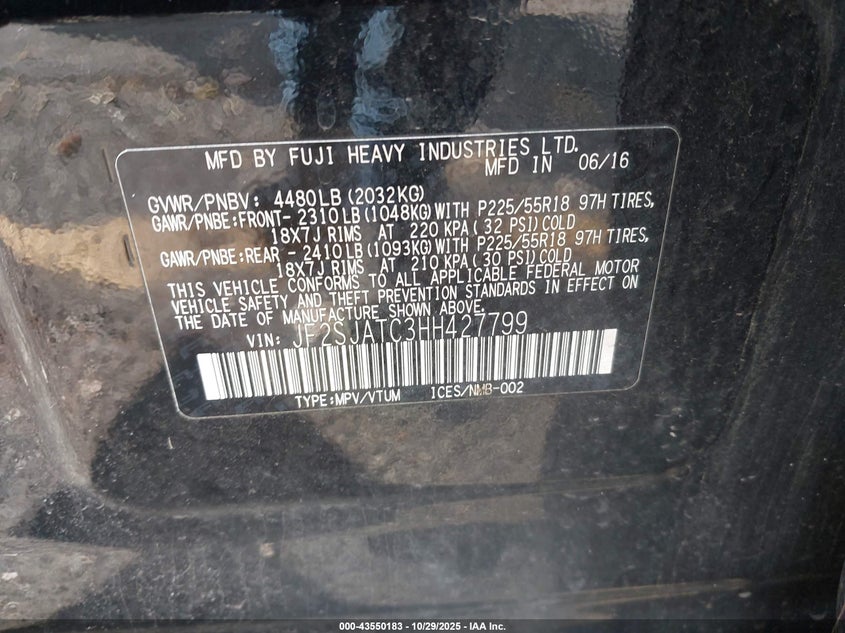 MFD BY FUJI HEAVY INDUSTRIES LTD.
MFD IN 06/16
GVWR/PNBV: 4480LB(2032KG)
GAWR/PNBE:FRONT- 2310LB(1048KG)WITH P225/55R18 97H TIRES,
18X7J RIMS AT 220 KPA( 32 PSI)COLD
GAWR/PNBE:REAR - 2410LB(1093KG)WITH P225/55R18 97H TIRES,
18X7J RIMS AT 210 KPA( 30 PSI)COLD
THIS VEHICLE CONFORMS TO ALL APPLICABLE FEDERAL MOTOR
VEHICLE SAFETY AND THEFT PREVENTION STANDARDS IN EFFECT ON
THE DATE OF MANUFACTURE SHOWN ABOVE.
VIN: JF2SJATC3HH427799
TYPE:MPV/VTUM ICES/NMB-002
000-43550183 - 10/29/2025 - IAA Inc.